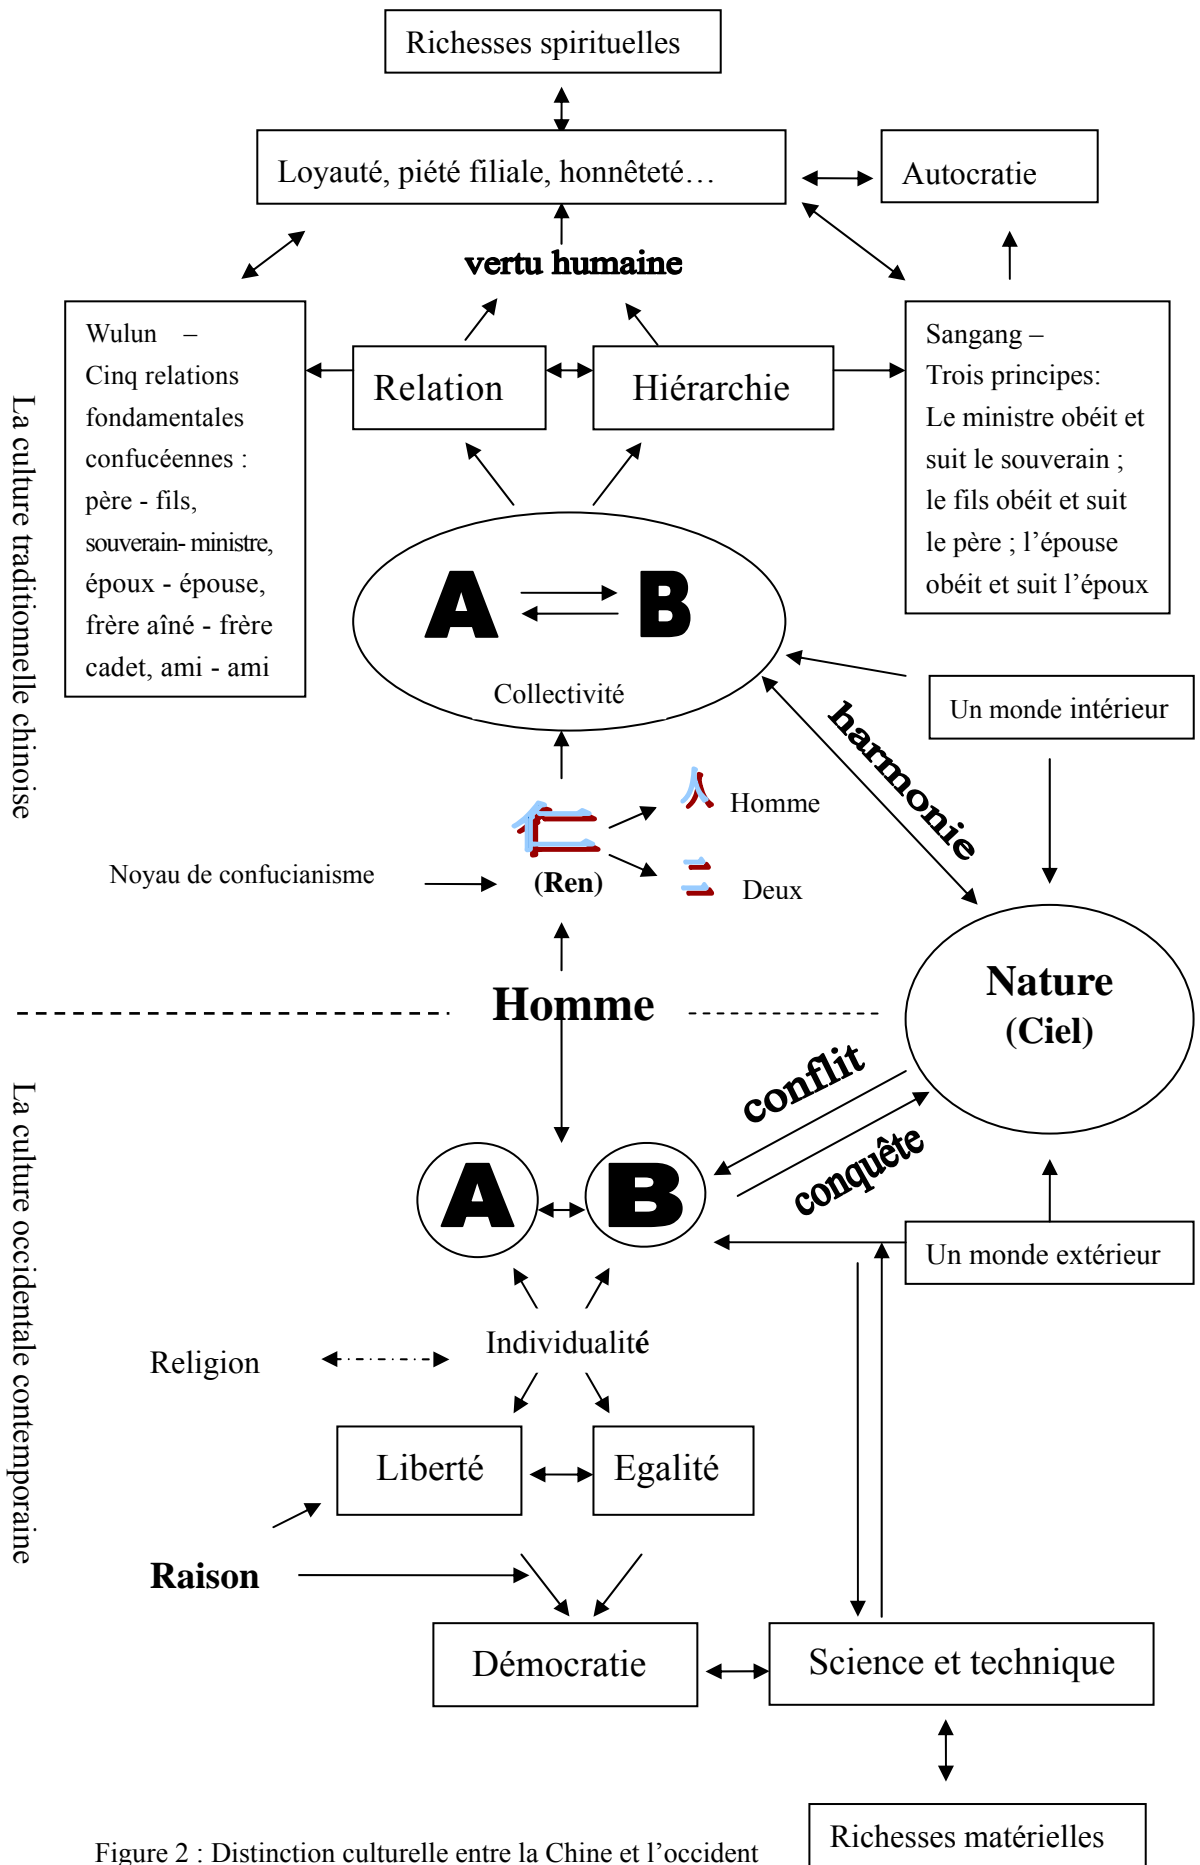 Richesses spirituelles
Loyauté, piété filiale, honnêteté…
Autocratie
vertu humaine
Wulun –
Cinq relations
fondamentales
confucéennes :
père - fils,
souverain- ministre,
époux - épouse,
frère aîné - frère
cadet, ami - ami
Relation
Hiérarchie
Sangang –
Trois principes:
Le ministre obéit et
suit le souverain ;
le fils obéit et suit
le père ; l’épouse
obéit et suit l’époux
La culture traditionnelle chinoise
A
B
Collectivité
Un monde intérieur
harmonie
仁
(Ren)
人
Homme
二
Deux
Noyau de confucianisme
Homme
Nature
(Ciel)
La culture occidentale contemporaine
conflit
conquête
A
B
Un monde extérieur
Individualité
Religion
Liberté
Egalité
Raison
Démocratie
Science et technique
Richesses matérielles
Figure 2 : Distinction culturelle entre la Chine et l’occident